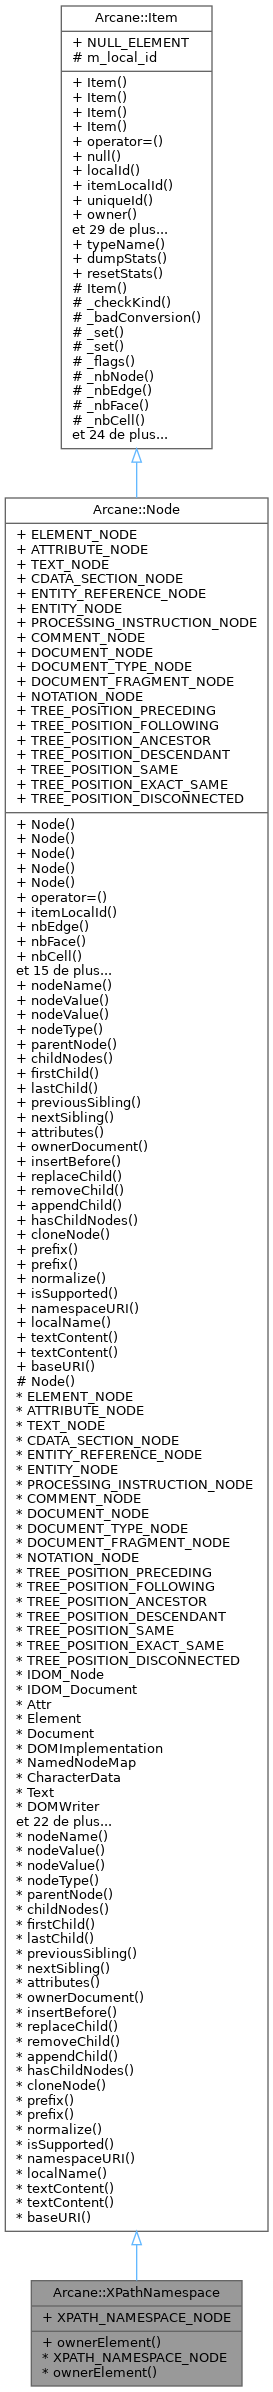 Arcane::Item
+ NULL_ELEMENT
# m_local_id
+ Item()
+ Item()
+ Item()
+ Item()
+ operator=()
+ null()
+ localId()
+ itemLocalId()
+ uniqueId()
+ owner()
et 29 de plus...
+ typeName()
+ dumpStats()
+ resetStats()
# Item()
# _checkKind()
# _badConversion()
# _set()
# _set()
# _flags()
# _nbNode()
# _nbEdge()
# _nbFace()
# _nbCell()
et 24 de plus...
Arcane::Node
+ ELEMENT_NODE
+ ATTRIBUTE_NODE
+ TEXT_NODE
+ CDATA_SECTION_NODE
+ ENTITY_REFERENCE_NODE
+ ENTITY_NODE
+ PROCESSING_INSTRUCTION_NODE
+ COMMENT_NODE
+ DOCUMENT_NODE
+ DOCUMENT_TYPE_NODE
+ DOCUMENT_FRAGMENT_NODE
+ NOTATION_NODE
+ TREE_POSITION_PRECEDING
+ TREE_POSITION_FOLLOWING
+ TREE_POSITION_ANCESTOR
+ TREE_POSITION_DESCENDANT
+ TREE_POSITION_SAME
+ TREE_POSITION_EXACT_SAME
+ TREE_POSITION_DISCONNECTED
+ Node()
+ Node()
+ Node()
+ Node()
+ Node()
+ operator=()
+ itemLocalId()
+ nbEdge()
+ nbFace()
+ nbCell()
et 15 de plus...
+ nodeName()
+ nodeValue()
+ nodeValue()
+ nodeType()
+ parentNode()
+ childNodes()
+ firstChild()
+ lastChild()
+ previousSibling()
+ nextSibling()
+ attributes()
+ ownerDocument()
+ insertBefore()
+ replaceChild()
+ removeChild()
+ appendChild()
+ hasChildNodes()
+ cloneNode()
+ prefix()
+ prefix()
+ normalize()
+ isSupported()
+ namespaceURI()
+ localName()
+ textContent()
+ textContent()
+ baseURI()
# Node()
* ELEMENT_NODE
* ATTRIBUTE_NODE
* TEXT_NODE
* CDATA_SECTION_NODE
* ENTITY_REFERENCE_NODE
* ENTITY_NODE
* PROCESSING_INSTRUCTION_NODE
* COMMENT_NODE
* DOCUMENT_NODE
* DOCUMENT_TYPE_NODE
* DOCUMENT_FRAGMENT_NODE
* NOTATION_NODE
* TREE_POSITION_PRECEDING
* TREE_POSITION_FOLLOWING
* TREE_POSITION_ANCESTOR
* TREE_POSITION_DESCENDANT
* TREE_POSITION_SAME
* TREE_POSITION_EXACT_SAME
* TREE_POSITION_DISCONNECTED
* IDOM_Node
* IDOM_Document
* Attr
* Element
* Document
* DOMImplementation
* NamedNodeMap
* CharacterData
* Text
* DOMWriter
et 22 de plus...
* nodeName()
* nodeValue()
* nodeValue()
* nodeType()
* parentNode()
* childNodes()
* firstChild()
* lastChild()
* previousSibling()
* nextSibling()
* attributes()
* ownerDocument()
* insertBefore()
* replaceChild()
* removeChild()
* appendChild()
* hasChildNodes()
* cloneNode()
* prefix()
* prefix()
* normalize()
* isSupported()
* namespaceURI()
* localName()
* textContent()
* textContent()
* baseURI()
Arcane::XPathNamespace
+ XPATH_NAMESPACE_NODE
+ ownerElement()
* XPATH_NAMESPACE_NODE
* ownerElement()